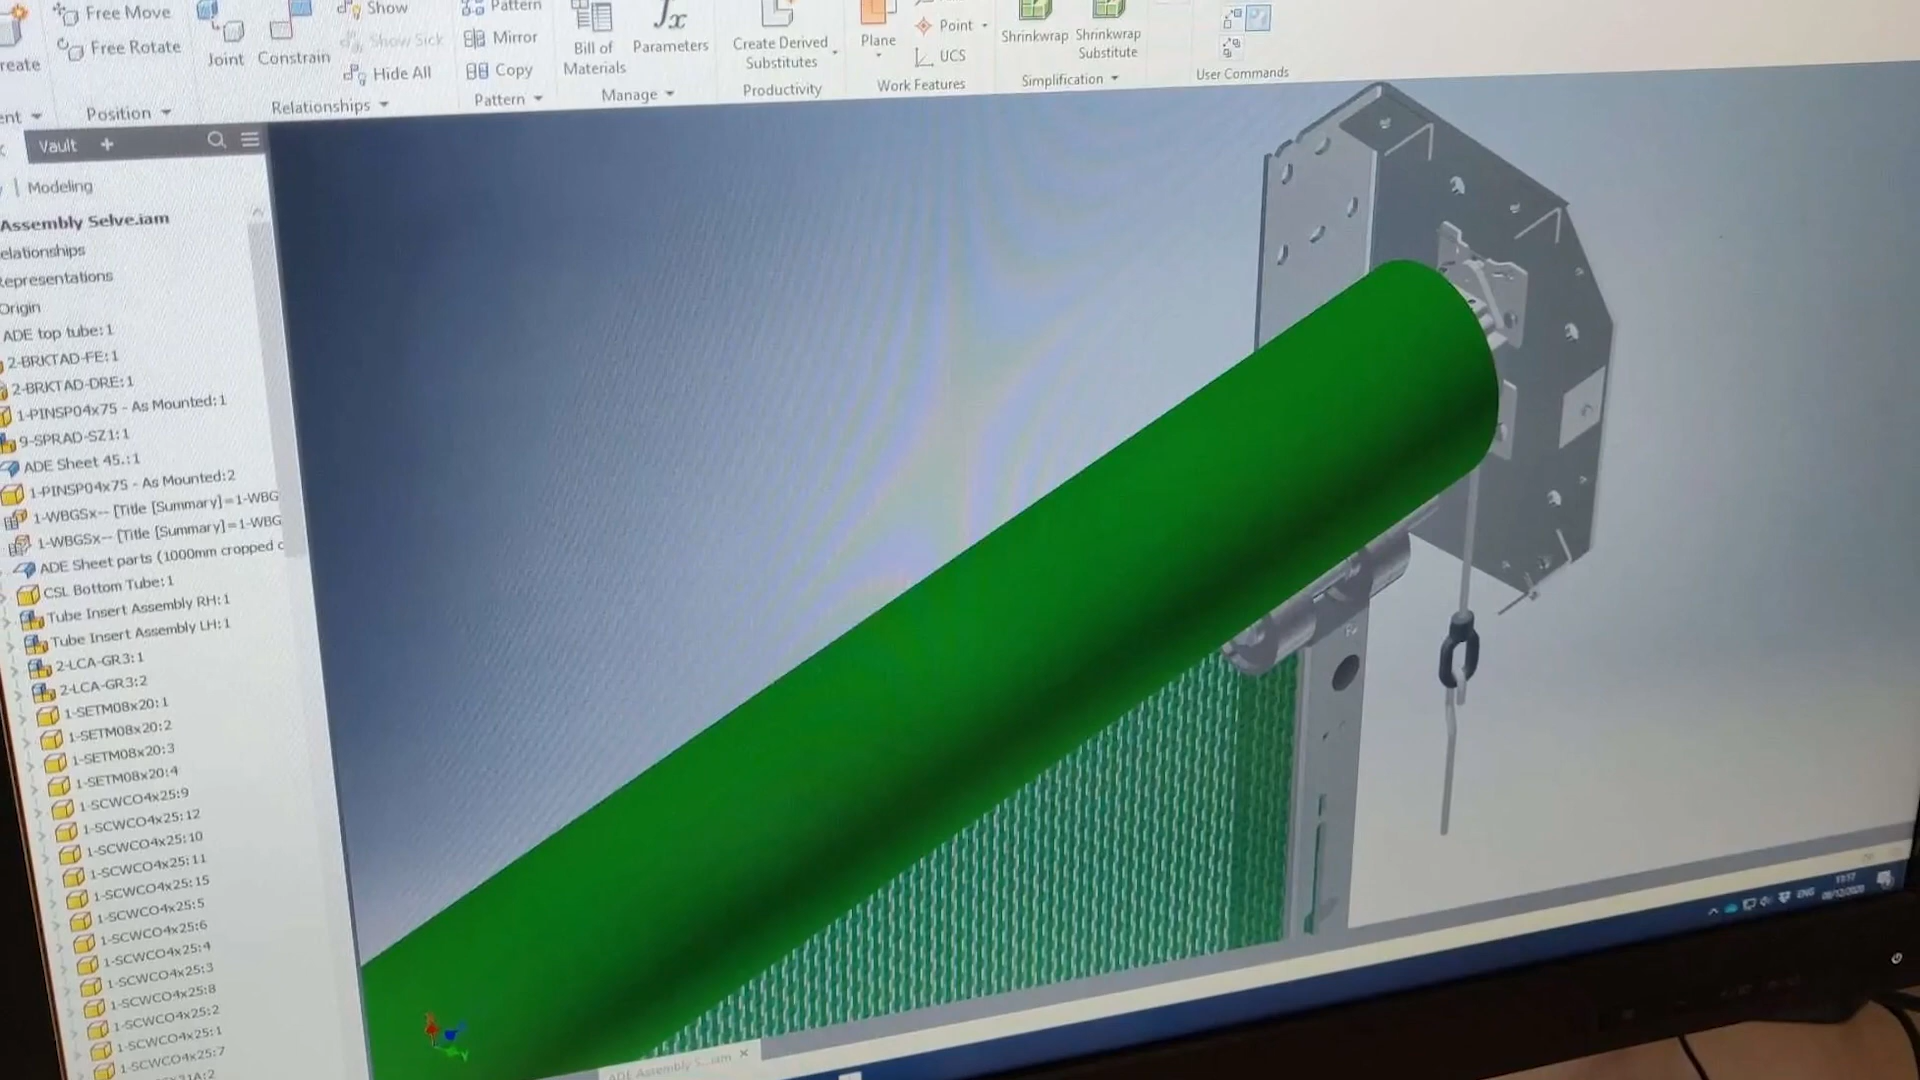 Free Move
Free Rotate
Position
Joint
Constrain
Show
Show Sick
Hide All
Relationships
Pattern
Mirror
Copy
Pattern
Bill of
Materials
Parameters
Manage
Create Derived
Substitutes
Productivity
Plane
Point
UCS
Work Features
Shrinkwrap
Shrinkwrap
Substitute
Simplification
User Commands
Vault +
Modeling
Assembly Selve.iam
elationships
epresentations
Origin
ADE top tube:1
2-BRKTAD-FE:1
2-BRKTAD-DRE:1
1-PINSP04x75 - As Mounted:1
9-SPRAD-SZ1:1
ADE Sheet 45.:1
1-PINSP04x75 - As Mounted:2
1-WBGSx-- [Title [Summary]=1-WBG
1-WBGSx-- [Title [Summary]=1-WBG
ADE Sheet parts (1000mm cropped
CSL Bottom Tube:1
Tube Insert Assembly RH:1
Tube Insert Assembly LH:1
2-LCA-GR3:1
2-LCA-GR3:2
1-SETM08x20:1
1-SETM08x20:2
1-SETM08x20:3
1-SETM08x20:4
1-SCWCO4x25:9
1-SCWCO4x25:12
1-SCWCO4x25:10
1-SCWCO4x25:11
1-SCWCO4x25:15
1-SCWCO4x25:5
1-SCWCO4x25:6
1-SCWCO4x25:4
1-SCWCO4x25:3
1-SCWCO4x25:8
1-SCWCO4x25:2
1-SCWCO4x25:1
1-SCWCO4x25:7
ADE Assembly S...iam
ENG
11:17